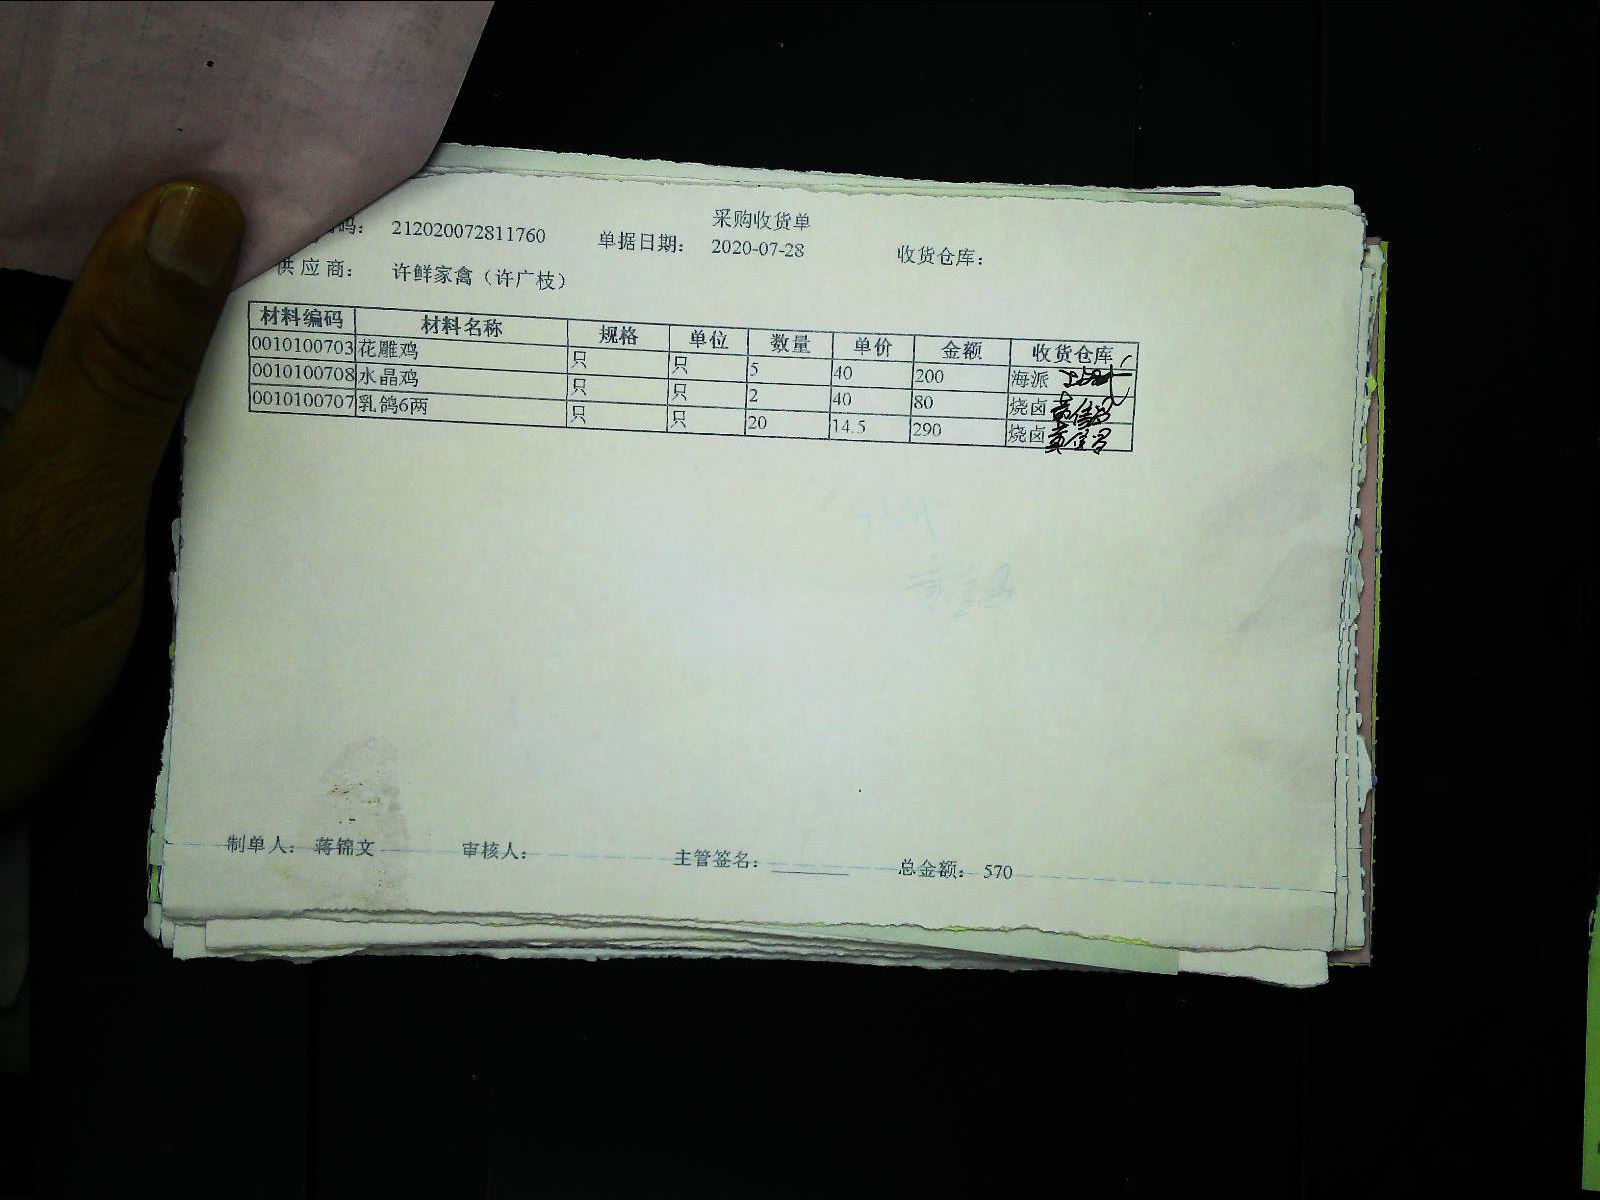 采购收货单
码： 212020072811760 单据日期： 2020-07-28 收货仓库：
供应商： 许鲜家禽（许广枝）
材料编码 材料名称 规格 单位 数量 单价 金额 收货仓库
0010100703 花雕鸡 只 只 5 40 200 海派
0010100708 水晶鸡 只 只 2 40 80 烧卤
0010100707 乳鸽6两 只 只 20 14.5 290 烧卤
制单人： 蒋锦文 审核人： 主管签名： 总金额： 570